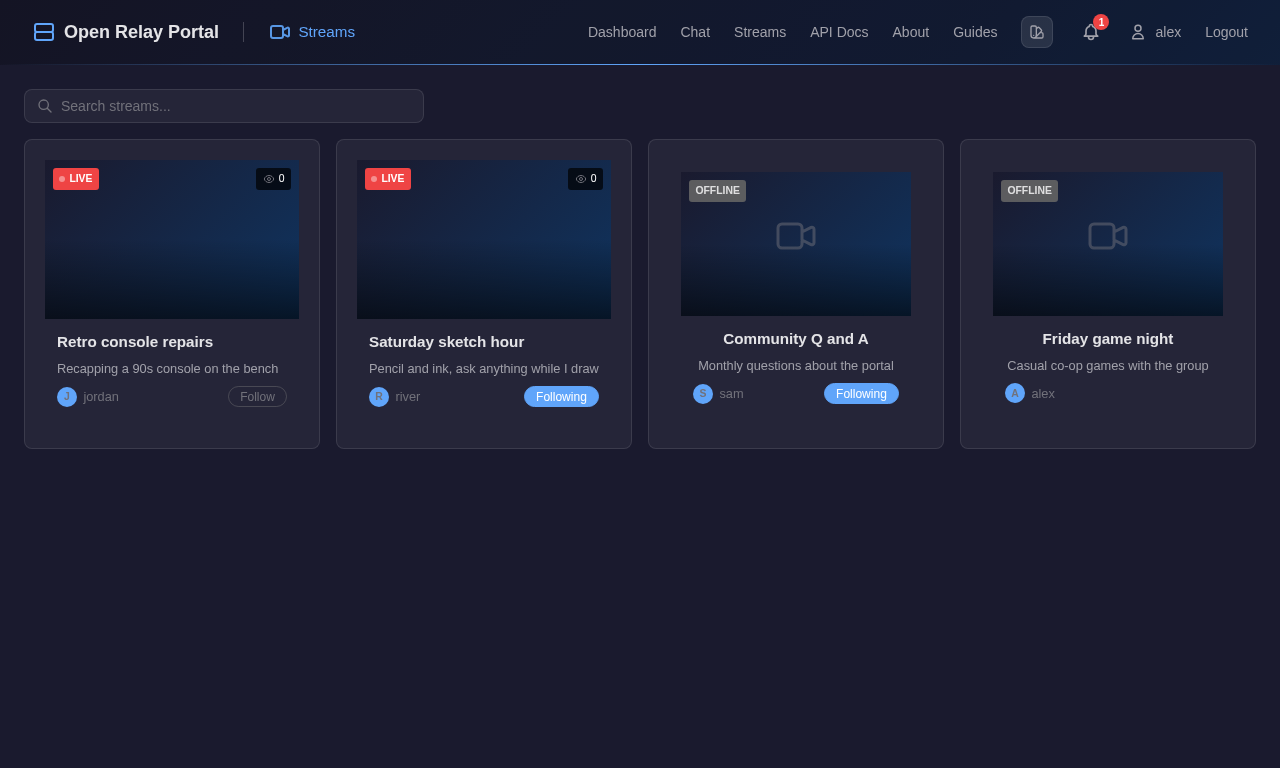 Open Relay Portal
Streams
Dashboard
Chat
Streams
API Docs
About
Guides
1
alex
Logout
Search streams...
LIVE
0
Retro console repairs
Recapping a 90s console on the bench
J
jordan
Follow
LIVE
0
Saturday sketch hour
Pencil and ink, ask anything while I draw
R
river
Following
OFFLINE
Community Q and A
Monthly questions about the portal
S
sam
Following
OFFLINE
Friday game night
Casual co-op games with the group
A
alex